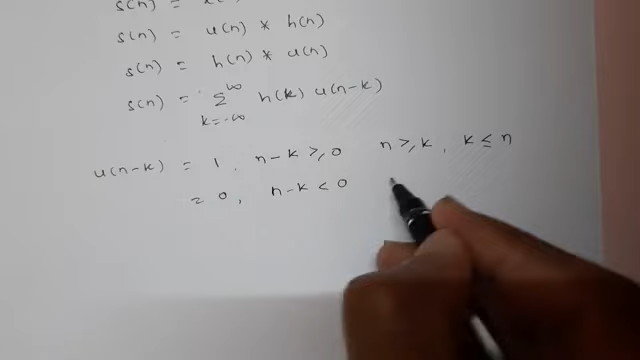 s(n) =
s(n) = u(n) * h(n)
s(n) = h(n) * u(n)
s(n) = ∞ Σ k=-∞ h(k) u(n-k)
u(n-k) = 1, n-k ≥ 0 n ≥ k, k ≤ n
= 0, n-k < 0